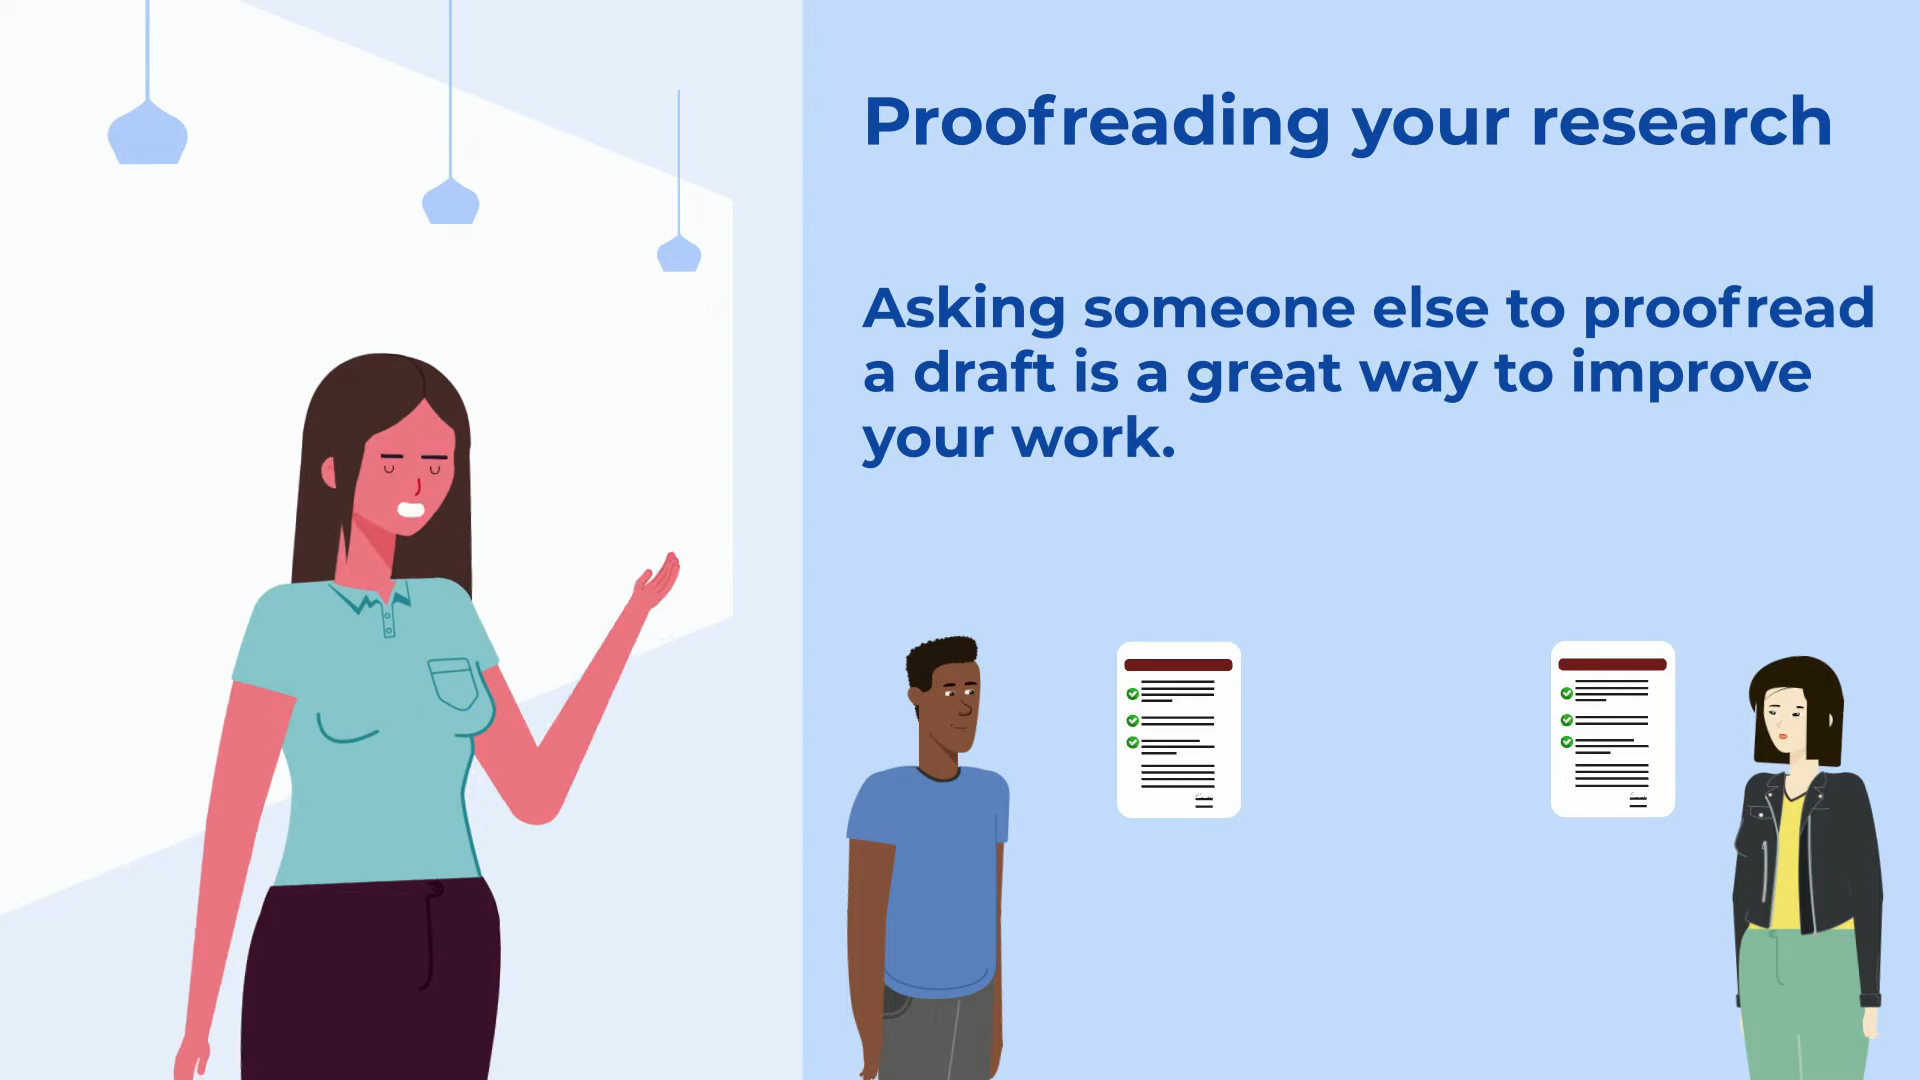 Proofreading your research
Asking someone else to proofread
a draft is a great way to improve
your work.